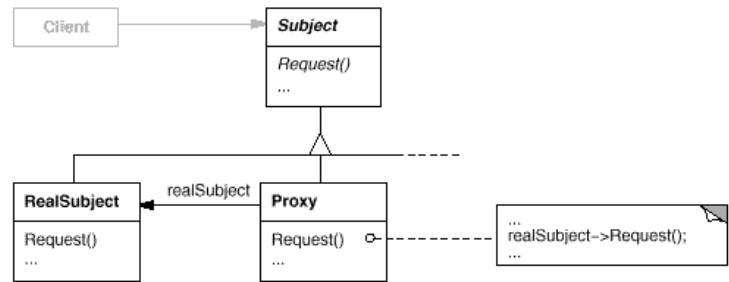 Client
Subject
Request()
...
RealSubject
Request()
...
realSubject
Proxy
Request()
...
...
realSubject->Request();
...